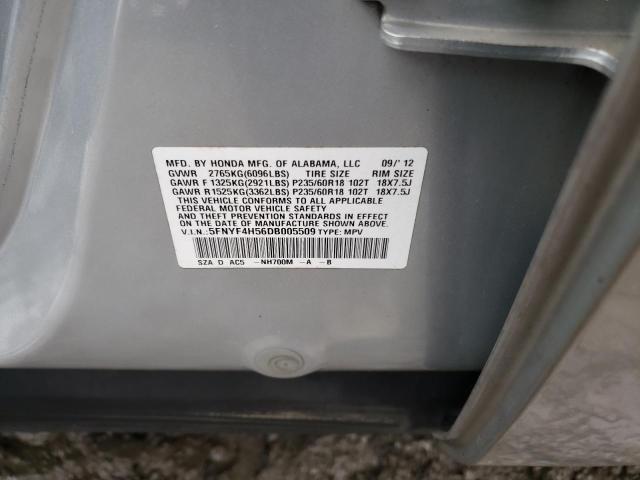 MFD. BY HONDA MFG. OF ALABAMA, LLC 09/'12
GVWR 2765KG(6096LBS) TIRE SIZE RIM SIZE
GAWR F 1325KG(2921LBS) P235/60R18 102T 18X7.5J
GAWR R1525KG(3362LBS) P235/60R18 102T 18X7.5J
THIS VEHICLE CONFORMS TO ALL APPLICABLE
FEDERAL MOTOR VEHICLE SAFETY
AND THEFT PREVENTION STANDARDS IN EFFECT
ON THE DATE OF MANUFACTURE SHOWN ABOVE.
V.I.N.:5FNYF4H56DB005509 TYPE: MPV
SZA D AC5 -NH700M -A -B